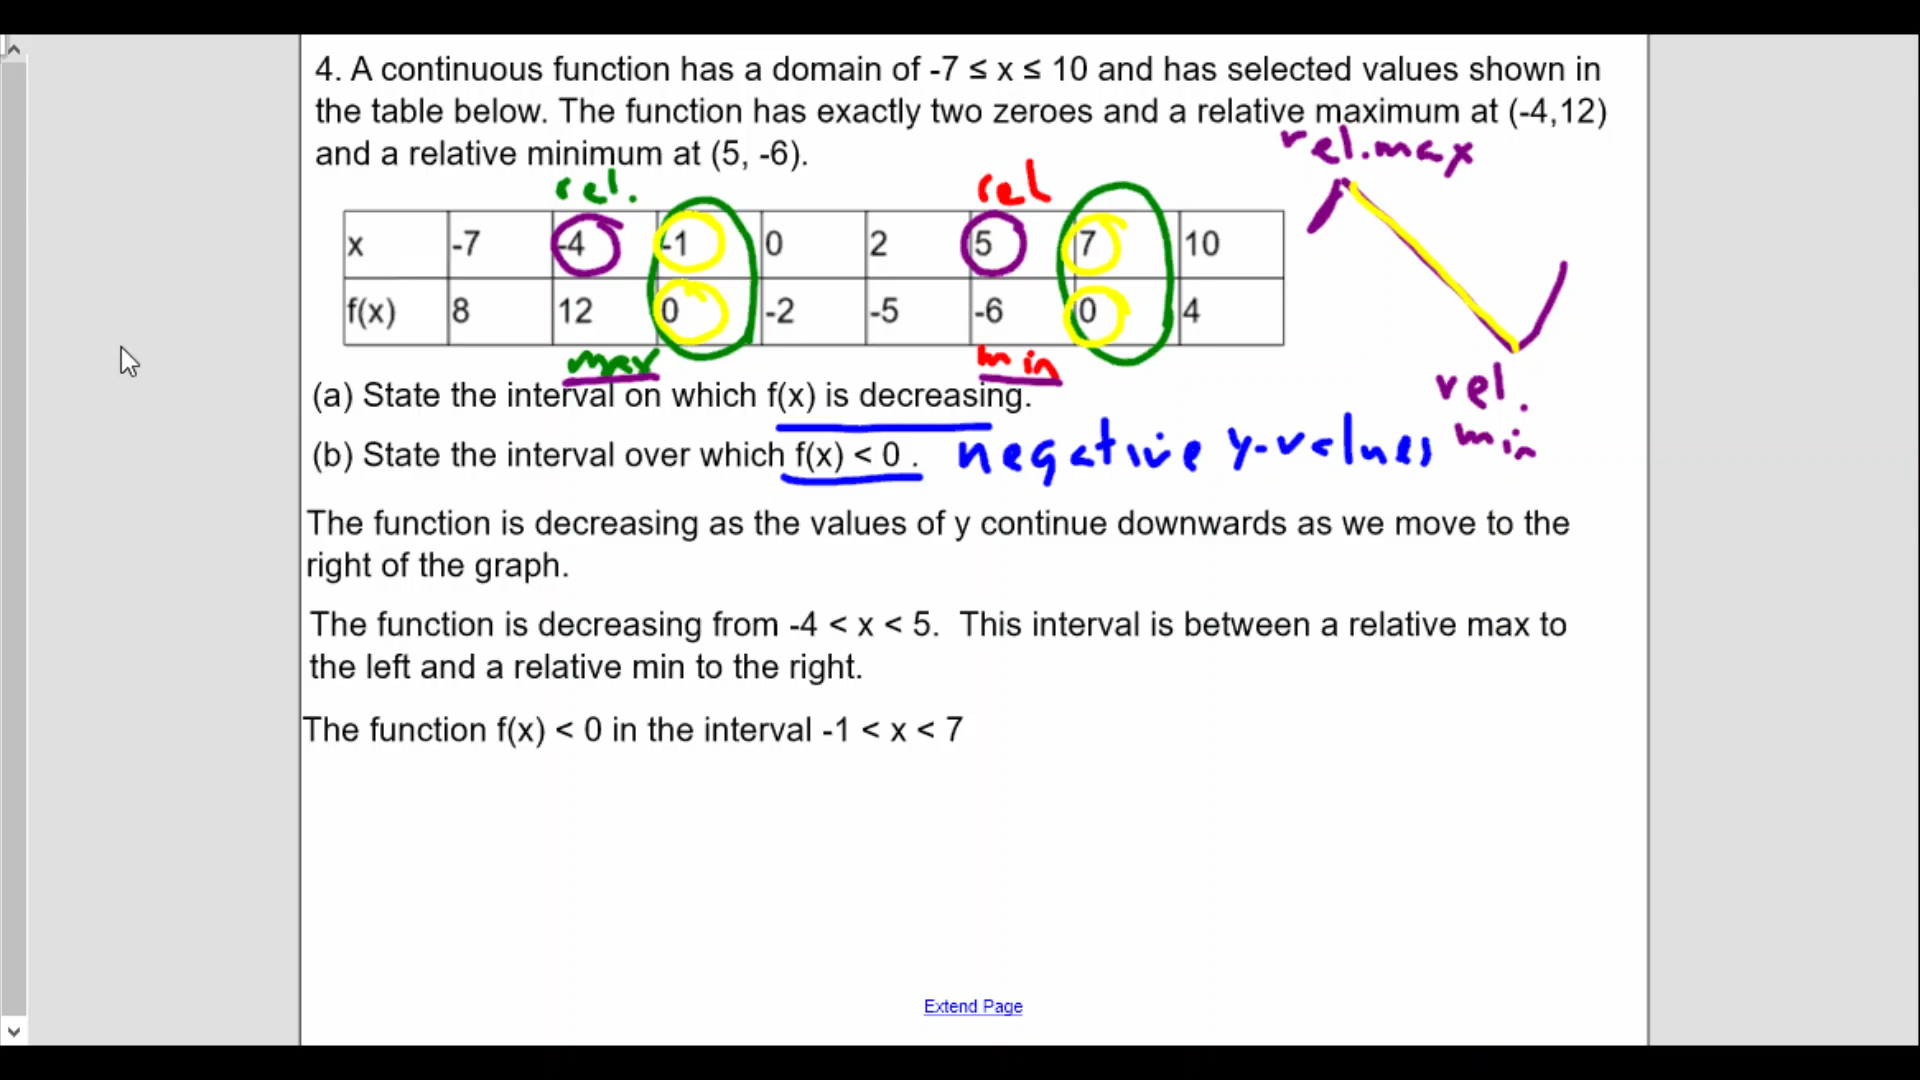 4. A continuous function has a domain of -7 ≤ x ≤ 10 and has selected values shown in
the table below. The function has exactly two zeroes and a relative maximum at (-4,12)
and a relative minimum at (5, -6).
rel.max
rel. rel
x -7 -4 -1 0 2 5 7 10
f(x) 8 12 0 -2 -5 -6 0 4
max min
(a) State the interval on which f(x) is decreasing.
rel.
min
(b) State the interval over which f(x) < 0 . negative y-values
The function is decreasing as the values of y continue downwards as we move to the
right of the graph.
The function is decreasing from -4 < x < 5. This interval is between a relative max to
the left and a relative min to the right.
The function f(x) < 0 in the interval -1 < x < 7
Extend Page